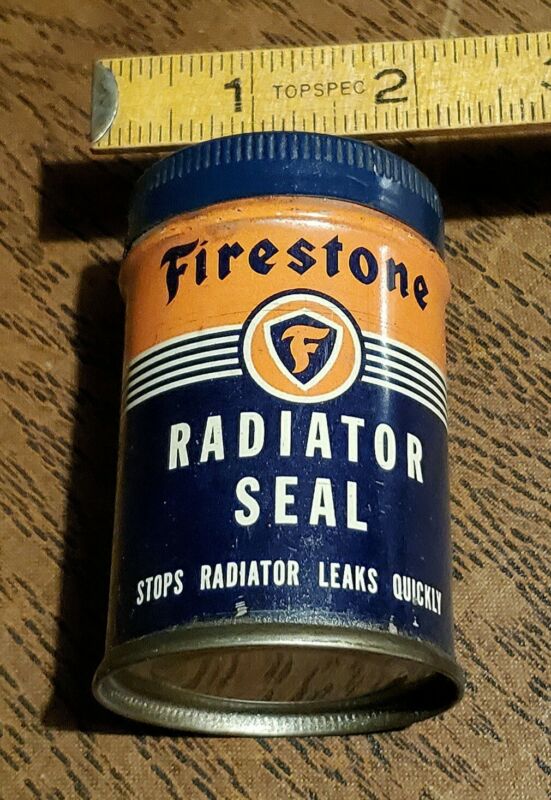 1 TOPSPEC 2
Firestone
F
RADIATOR
SEAL
STOPS RADIATOR LEAKS QUICKLY